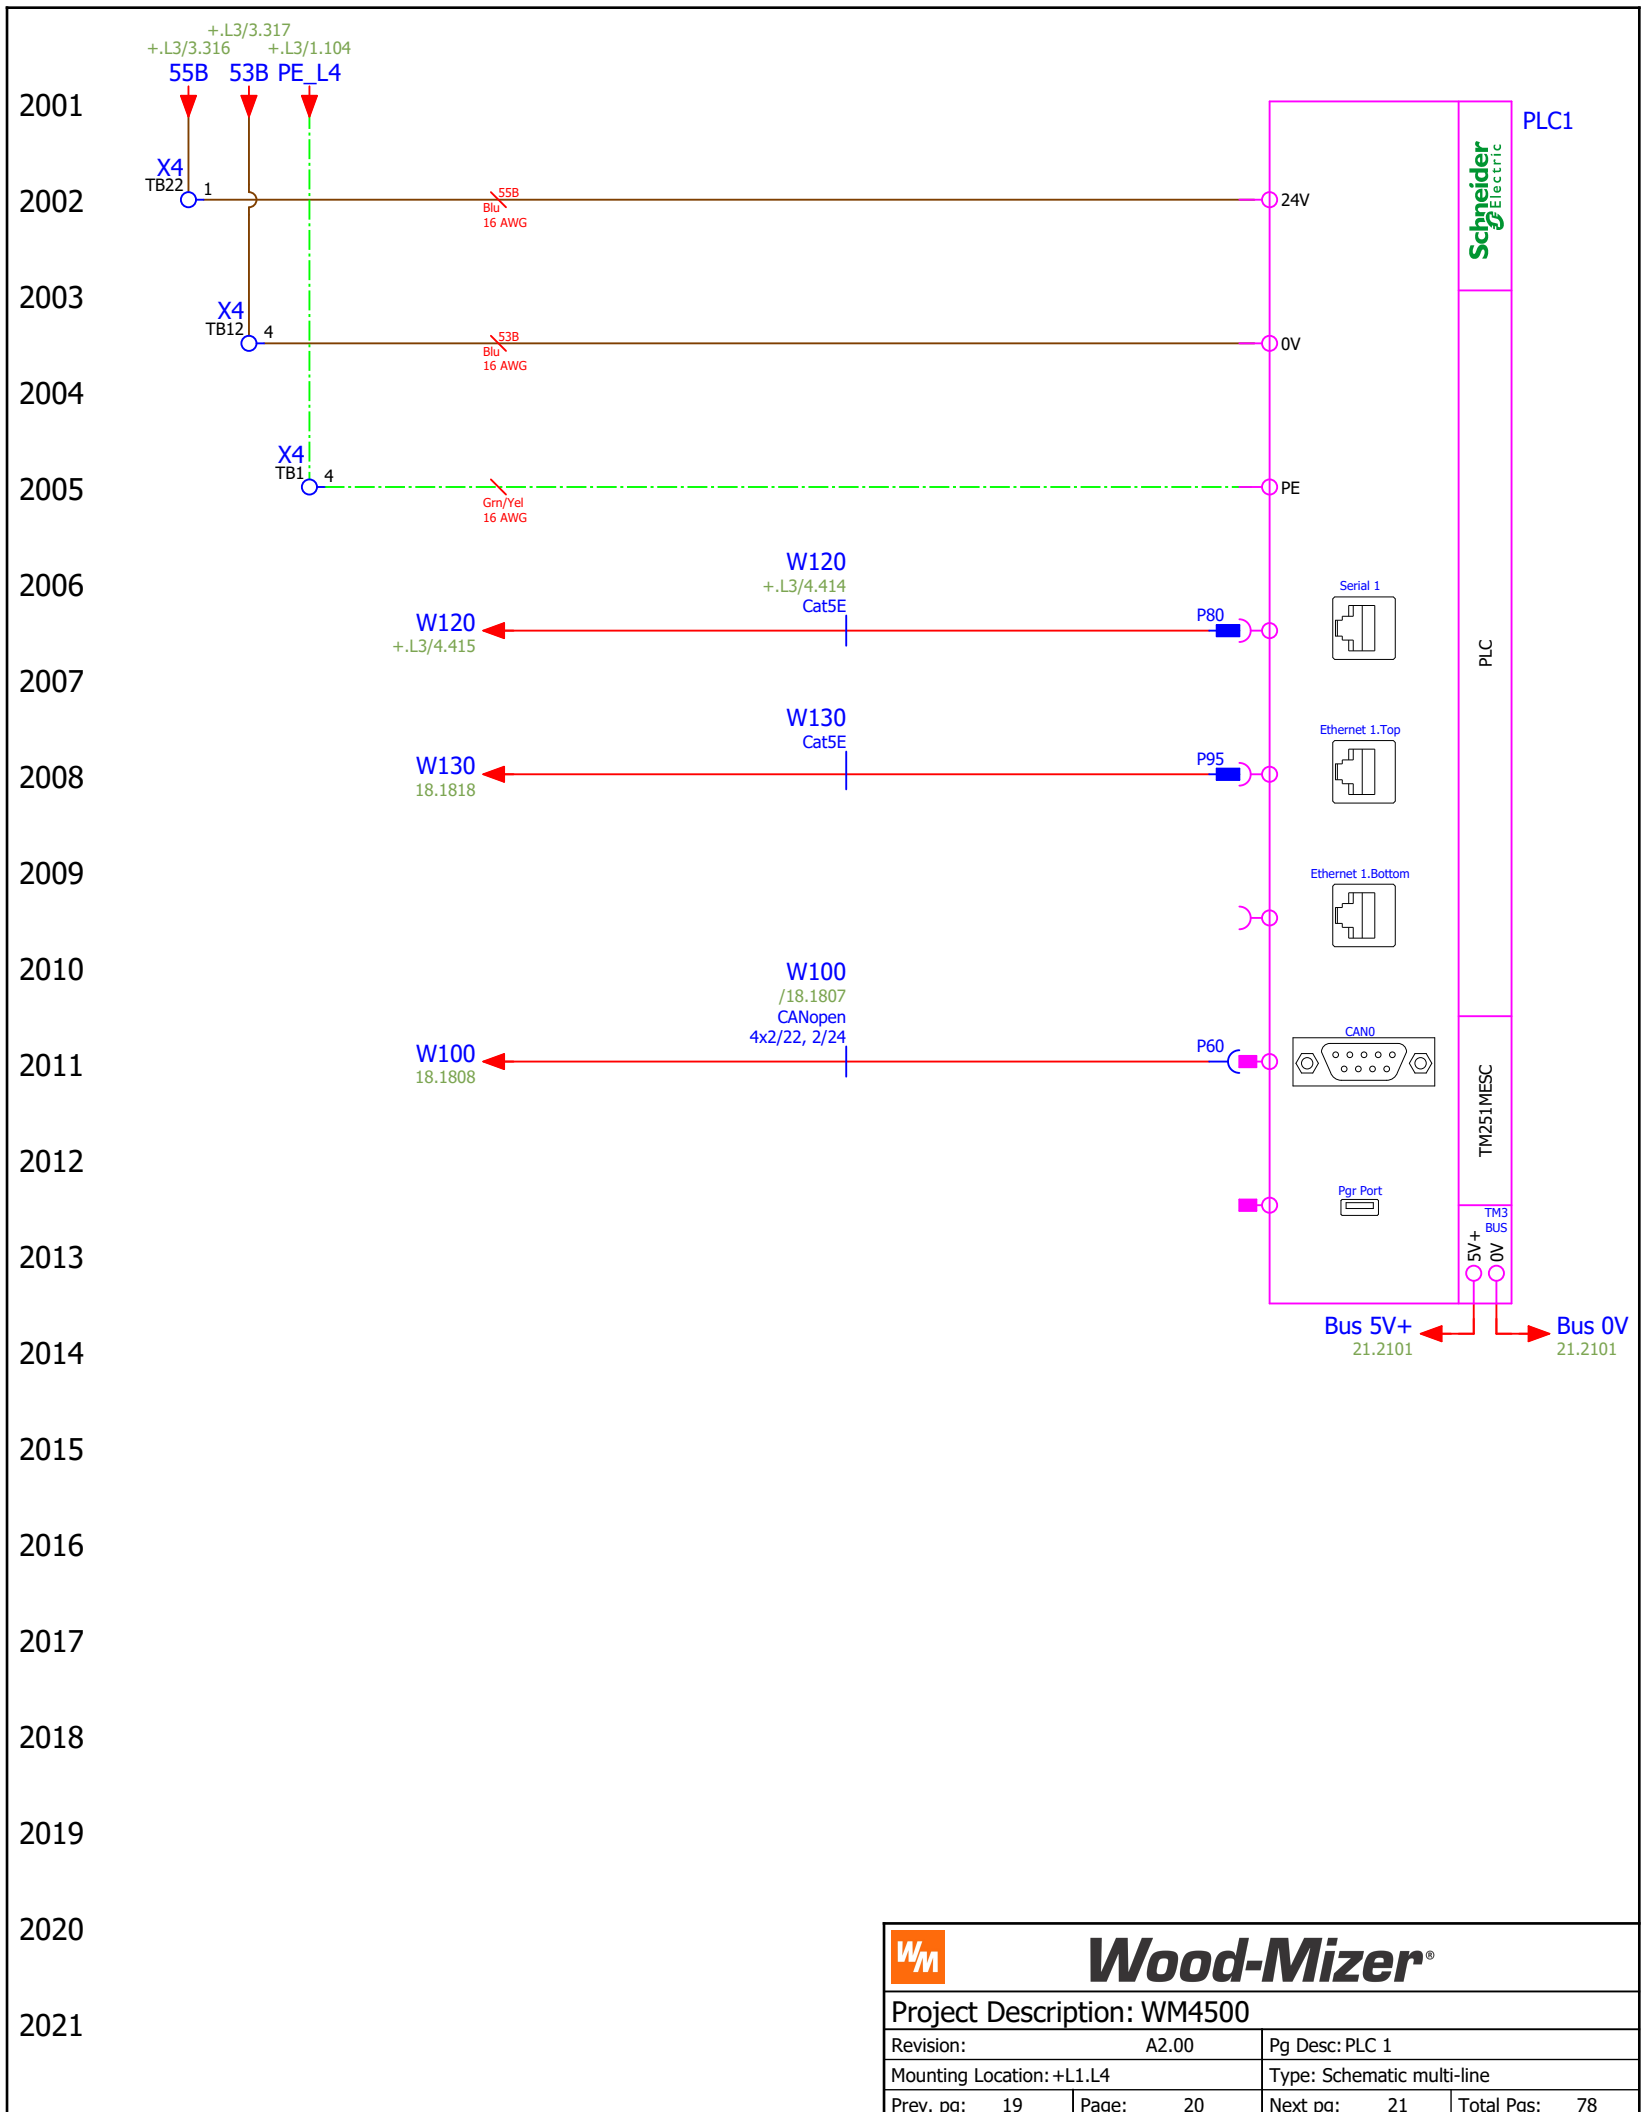 +.L3/3.317
+.L3/3.316 +.L3/1.104
55B 53B PE_L4
2001
PLC1
Schneider
Electric
X4
TB22 1
2002
55B
Blu
16 AWG
24V
2003
X4
TB12 4
53B
Blu
16 AWG
0V
2004
X4
TB1 4
2005
Grn/Yel
16 AWG
PE
W120
2006
+.L3/4.414
Cat5E
Serial 1
W120
+.L3/4.415
P80
PLC
2007
W130
Cat5E
Ethernet 1.Top
W130
18.1818
P95
2008
2009
Ethernet 1.Bottom
2010
W100
/18.1807
CANopen
4x2/22, 2/24
CAN0
W100
18.1808
P60
2011
TM251MESC
2012
Pgr Port
TM3
BUS
5V+
0V
2013
Bus 5V+
21.2101
Bus 0V
21.2101
2014
2015
2016
2017
2018
2019
2020
WM
Wood-Mizer®
Project Description: WM4500
2021
Revision: A2.00 Pg Desc: PLC 1
Mounting Location: +L1.L4 Type: Schematic multi-line
Prev. pg: 19 Page: 20 Next pg: 21 Total Pgs: 78